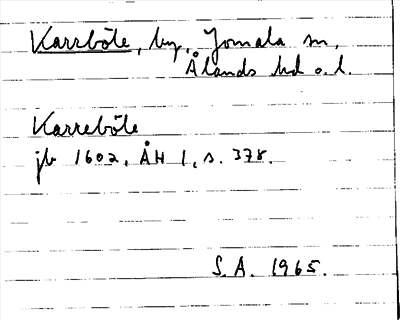 Karrböle, by, Jomala sn,
Ålands hd o. l.
Karreböle
jb 1602, ÅH 1, s. 378.
S.A. 1965.